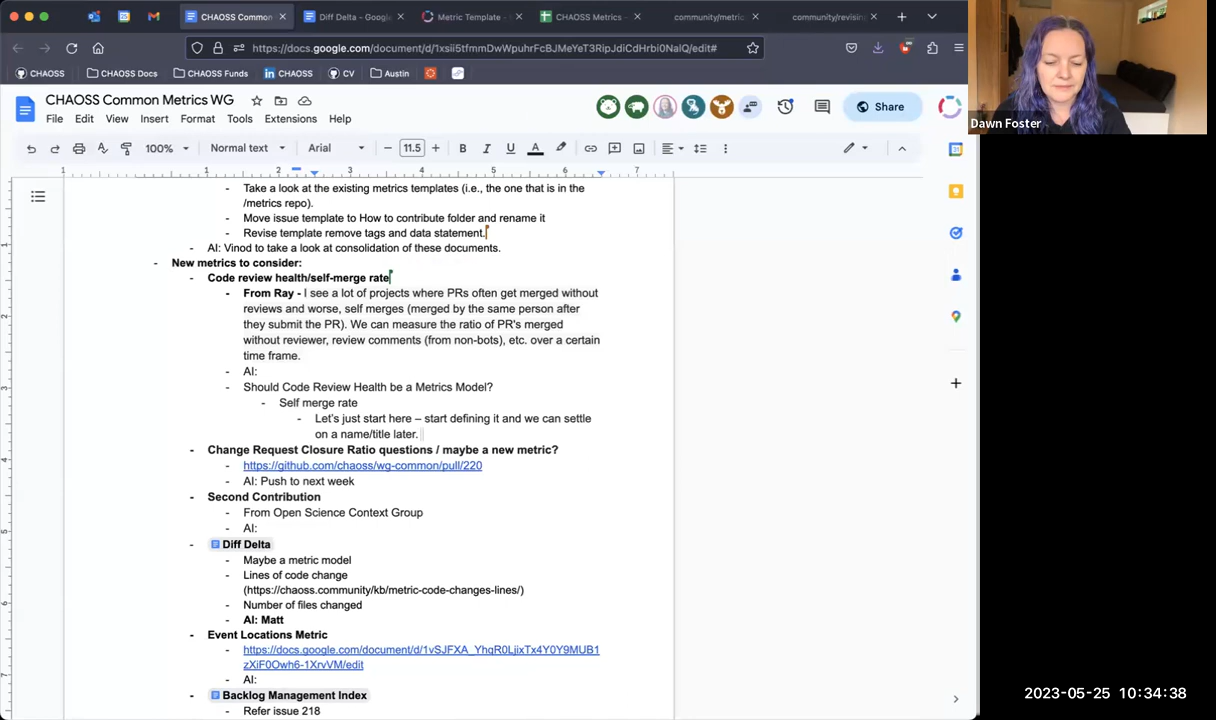 CHAOSS Common
Diff Delta - Google
Metric Template - S
CHAOSS Metrics -
community/metric
community/revisin
https://docs.google.com/document/d/1xsii5tfmmDwWpuhrFcBJMeYeT3RipJdiCdHrbi0NaIQ/edit#
CHAOSS
CHAOSS Docs
CHAOSS Funds
CHAOSS
CV
Austin
CHAOSS Common Metrics WG
File Edit View Insert Format Tools Extensions Help
Share
Dawn Foster
100% Normal text Arial 11.5
1 1 2 3 4 5 6 7
- Take a look at the existing metrics templates (i.e., the one that is in the
/metrics repo).
- Move issue template to How to contribute folder and rename it
- Revise template remove tags and data statement.
- AI: Vinod to take a look at consolidation of these documents.
- New metrics to consider:
- Code review health/self-merge rate
- From Ray - I see a lot of projects where PRs often get merged without
reviews and worse, self merges (merged by the same person after
they submit the PR). We can measure the ratio of PR's merged
without reviewer, review comments (from non-bots), etc. over a certain
time frame.
- AI:
- Should Code Review Health be a Metrics Model?
- Self merge rate
- Let's just start here – start defining it and we can settle
on a name/title later.
- Change Request Closure Ratio questions / maybe a new metric?
- https://github.com/chaoss/wg-common/pull/220
- AI: Push to next week
- Second Contribution
- From Open Science Context Group
- AI:
- Diff Delta
- Maybe a metric model
- Lines of code change
(https://chaoss.community/kb/metric-code-changes-lines/)
- Number of files changed
- AI: Matt
- Event Locations Metric
- https://docs.google.com/document/d/1vSJFXA_YhqR0LjixTx4Y0Y9MUB1
zXiF0Owh6-1XrvVM/edit
- AI:
- Backlog Management Index
- Refer issue 218
2023-05-25 10:34:38